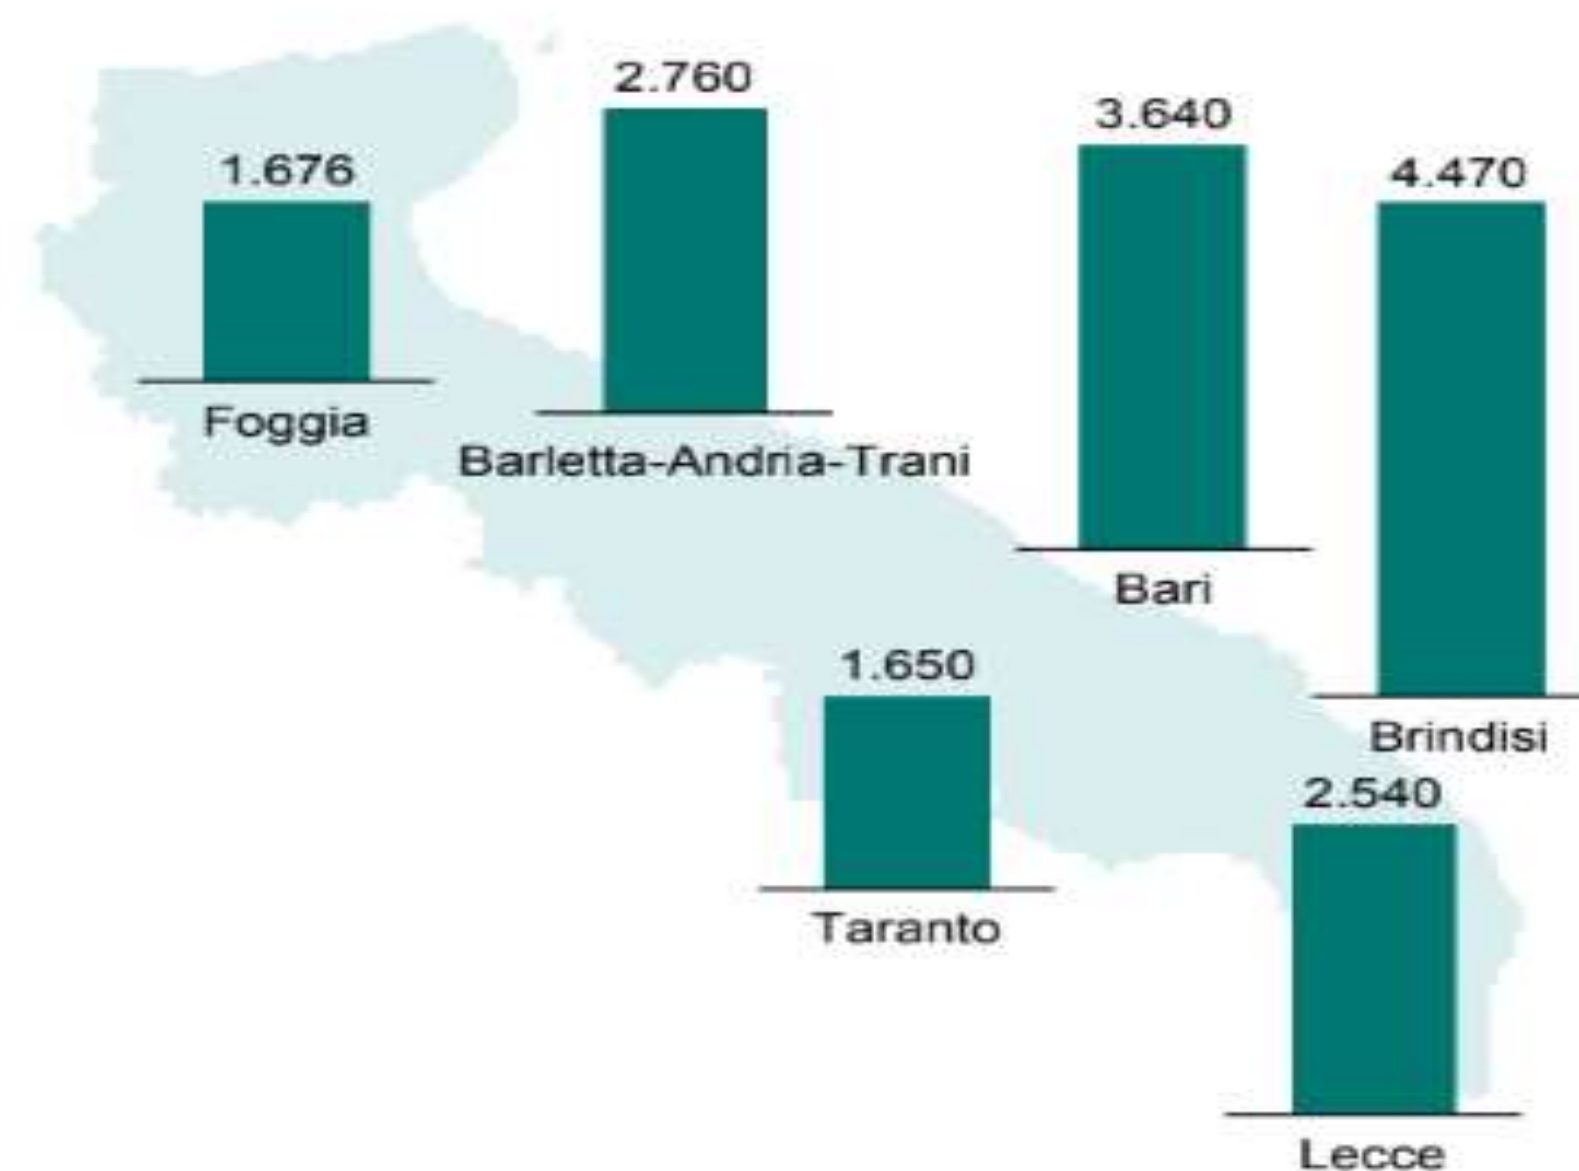 2.760
3.640
1.676
4.470
Foggia
Barletta-Andria-Trani
Bari
1.650
Brindisi
2.540
Taranto
Lecce